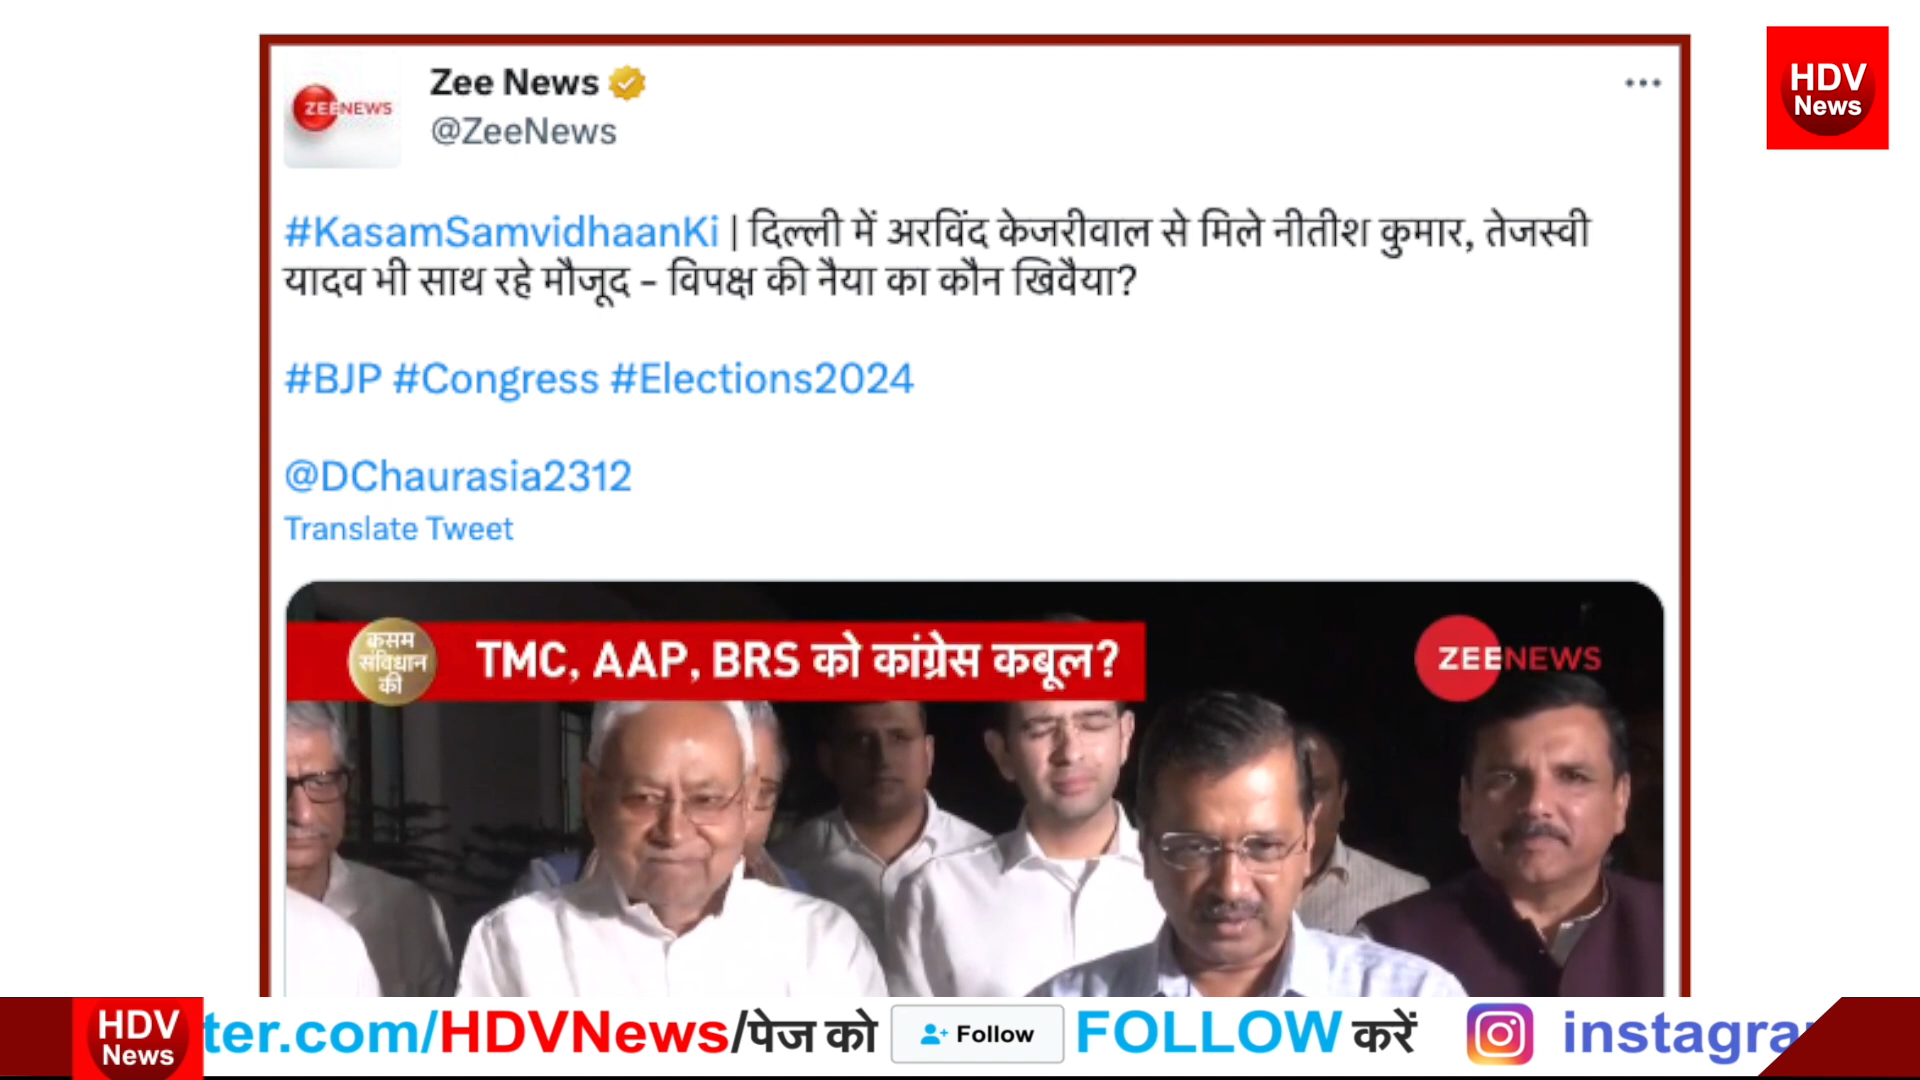 Zee News
@ZeeNews
ZEENEWS
HDV
News
#KasamSamvidhaanKi | दिल्ली में अरविंद केजरीवाल से मिले नीतीश कुमार, तेजस्वी
यादव भी साथ रहे मौजूद - विपक्ष की नैया का कौन खिवैया?
#BJP #Congress #Elections2024
@DChaurasia2312
Translate Tweet
कसम
संविधान
की
TMC, AAP, BRS को कांग्रेस कबूल?
ZEENEWS
HDV
News
ter.com/HDVNews/पेज को Follow FOLLOW करें instagra